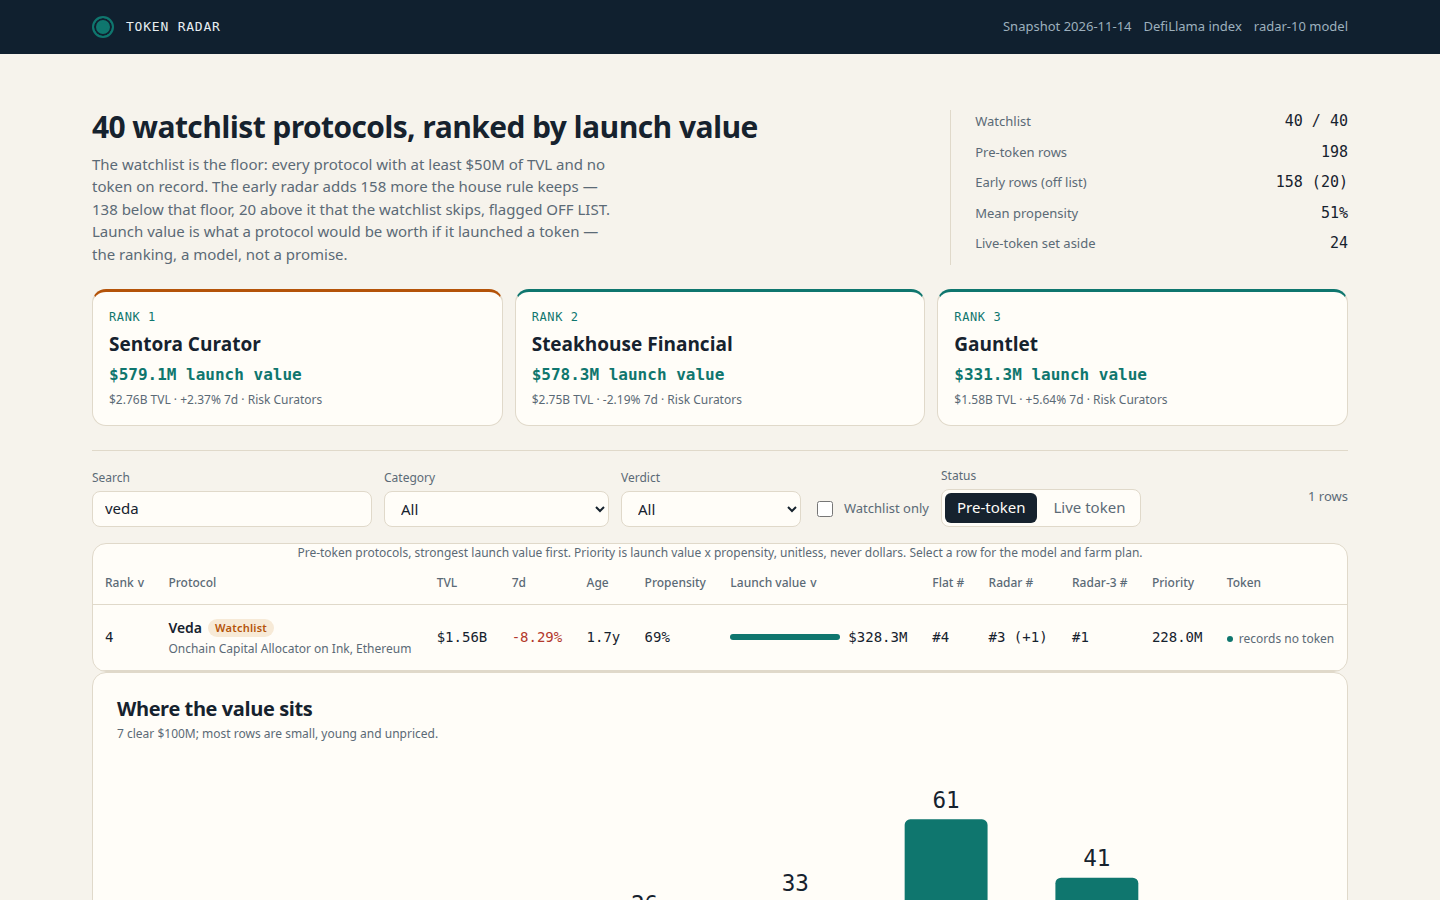 TOKEN RADAR
Snapshot 2026-11-14 DefiLlama index radar-10 model
40 watchlist protocols, ranked by launch value
The watchlist is the floor: every protocol with at least $50M of TVL and no
token on record. The early radar adds 158 more the house rule keeps —
138 below that floor, 20 above it that the watchlist skips, flagged OFF LIST.
Launch value is what a protocol would be worth if it launched a token —
the ranking, a model, not a promise.
Watchlist 40 / 40
Pre-token rows 198
Early rows (off list) 158 (20)
Mean propensity 51%
Live-token set aside 24
RANK 1
Sentora Curator
$579.1M launch value
$2.76B TVL · +2.37% 7d · Risk Curators
RANK 2
Steakhouse Financial
$578.3M launch value
$2.75B TVL · -2.19% 7d · Risk Curators
RANK 3
Gauntlet
$331.3M launch value
$1.58B TVL · +5.64% 7d · Risk Curators
Search
veda
Category
All
Verdict
All
Watchlist only
Status
Pre-token Live token
1 rows
Pre-token protocols, strongest launch value first. Priority is launch value x propensity, unitless, never dollars. Select a row for the model and farm plan.
Rank v Protocol TVL 7d Age Propensity Launch value v Flat # Radar # Radar-3 # Priority Token
4 Veda Watchlist $1.56B -8.29% 1.7y 69% $328.3M #4 #3 (+1) #1 228.0M records no token
Onchain Capital Allocator on Ink, Ethereum
Where the value sits
7 clear $100M; most rows are small, young and unpriced.
61
41
33